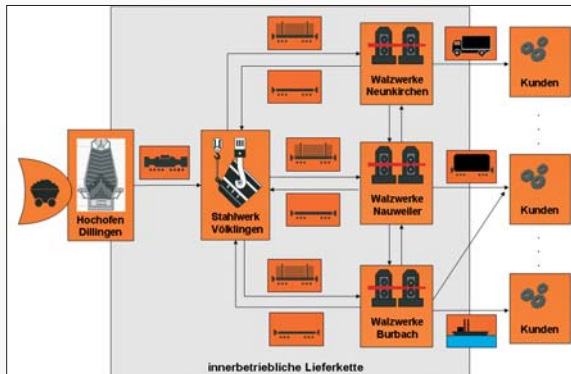 Walzwerke
Neunkirchen
Kunden
Hochofen
Dillingen
Stahlwerk
Völklingen
Walzwerke
Nauweiler
Kunden
Walzwerke
Burbach
Kunden
innerbetriebliche Lieferkette